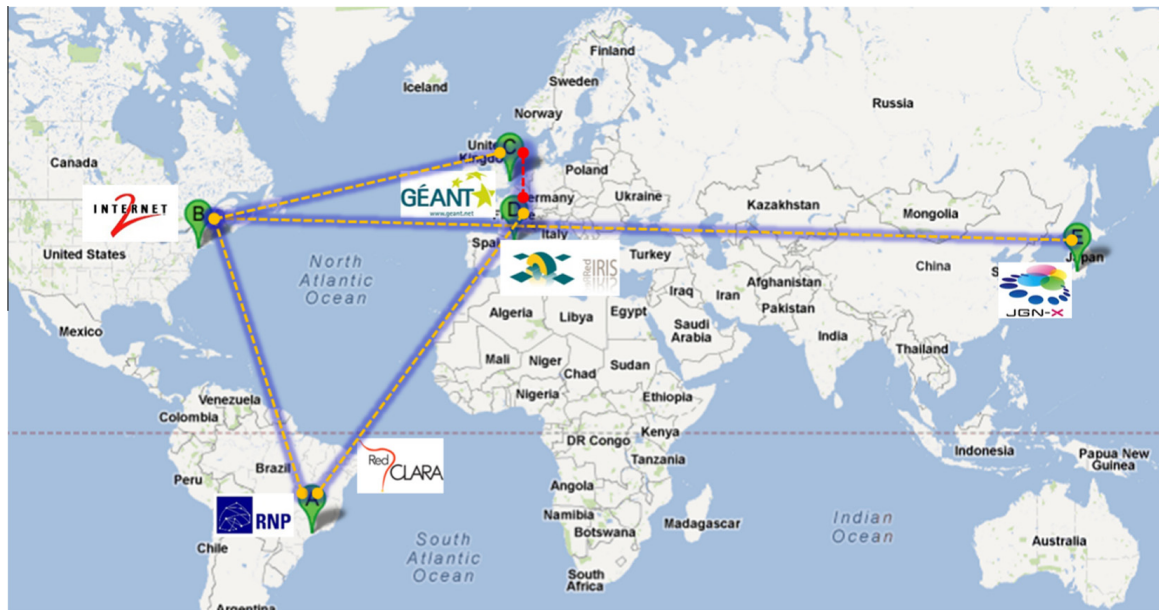 Finland
Sweden
Iceland
Norway
Russia
Canada
United
Kingdom
C
Poland
GÉANT
www.geant.net
Germany
Ukraine
Kazakhstan
Mongolia
INTERNET
2
B
D
E
Japan
United States
Spain
Italy
Turkey
China
North
Atlantic
Ocean
Red
IRIS
Iraq
Iran
Afghanistan
Pakistan
JGN-X
Mexico
Algeria
Libya
Egypt
Saudi
Arabia
India
Thailand
Mali
Niger
Chad
Sudan
Nigeria
Ethiopia
Venezuela
Colombia
DR Congo
Kenya
Tanzania
Indonesia
Papua New
Guinea
Brazil
Peru
Red
CLARA
A
RNP
Angola
Namibia
Botswana
Madagascar
Indian
Ocean
Chile
South
Atlantic
Ocean
South
Africa
Australia
Argentina